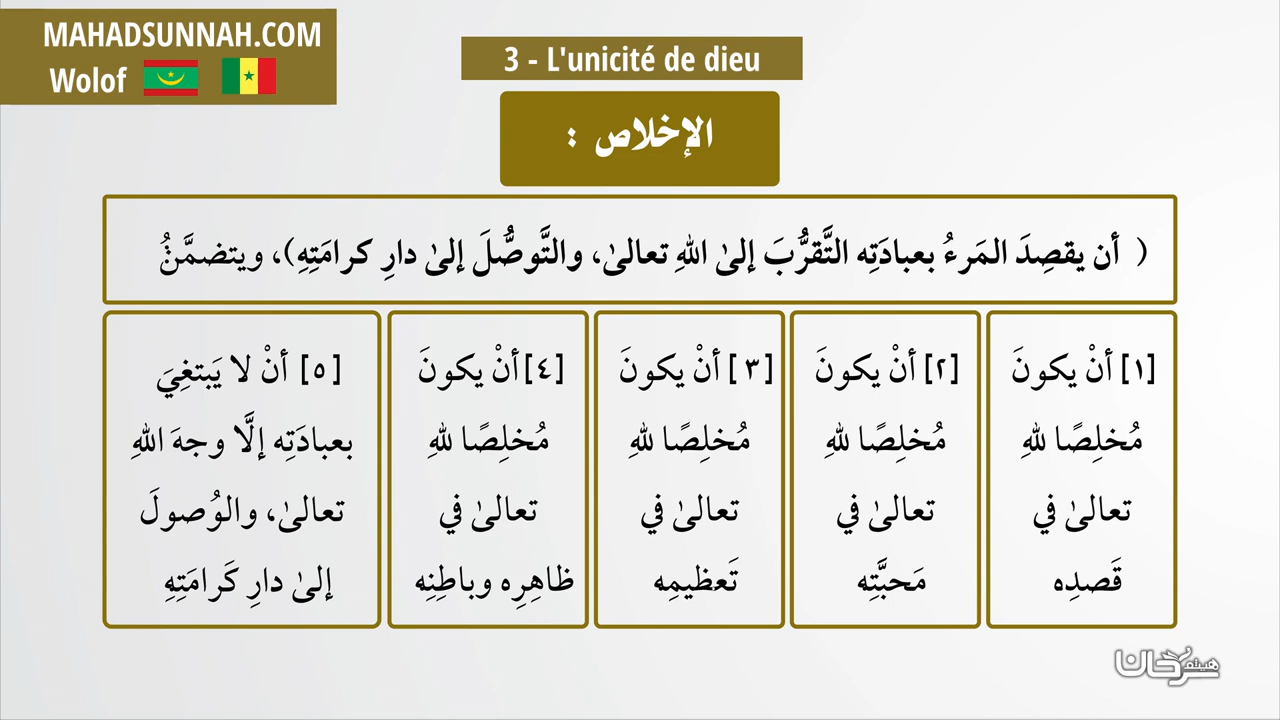 MAHADSUNNAH.COM
Wolof
3 - L'unicité de dieu
الإخلاص :
( أن يقصِدَ المَرءُ بعبادَتِه التَّقرُّبَ إلىٰ اللهِ تعالىٰ، والتَّوصُّلَ إلىٰ دارِ كرامَتِهِ)، ويتضمَّنُ
[١] أنْ يكونَ
مُخلِصًا للهِ
تعالىٰ في
قَصدِه
[٢] أنْ يكونَ
مُخلِصًا للهِ
تعالىٰ في
مَحبَّتِه
[٣] أنْ يكونَ
مُخلِصًا للهِ
تعالىٰ في
تَعظيمِه
[٤] أنْ يكونَ
مُخلِصًا للهِ
تعالىٰ في
ظاهِرِه وباطِنِه
[٥] أنْ لا يَبتغِيَ
بعبادَتِه إلَّا وجهَ اللهِ
تعالىٰ، والوُصولَ
إلىٰ دارِ كَرامَتِهِ
هيثم سرحان